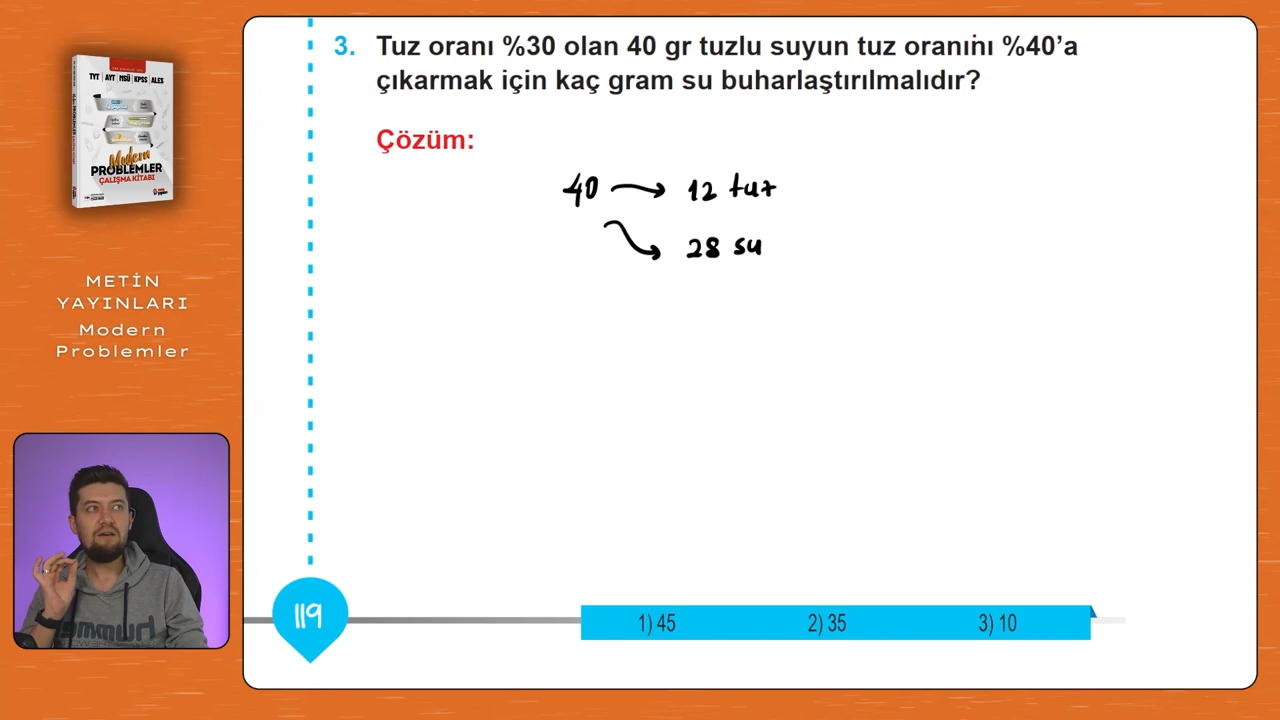 TYT AYT MSÜ KPSS ALES
Modern
PROBLEMLER
ÇALIŞMA KİTABI
METİN
YAYINLARI
Modern
Problemler
3. Tuz oranı %30 olan 40 gr tuzlu suyun tuz oranını %40'a
çıkarmak için kaç gram su buharlaştırılmalıdır?
Çözüm:
40 → 12 tuz
→ 28 su
119
1) 45 2) 35 3) 10